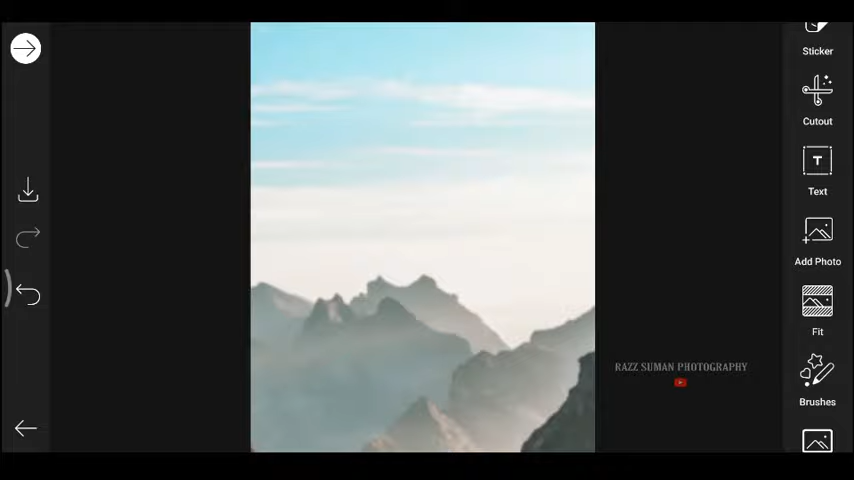 Sticker
Cutout
T
Text
Add Photo
Fit
RAZZ SUMAN PHOTOGRAPHY
Brushes